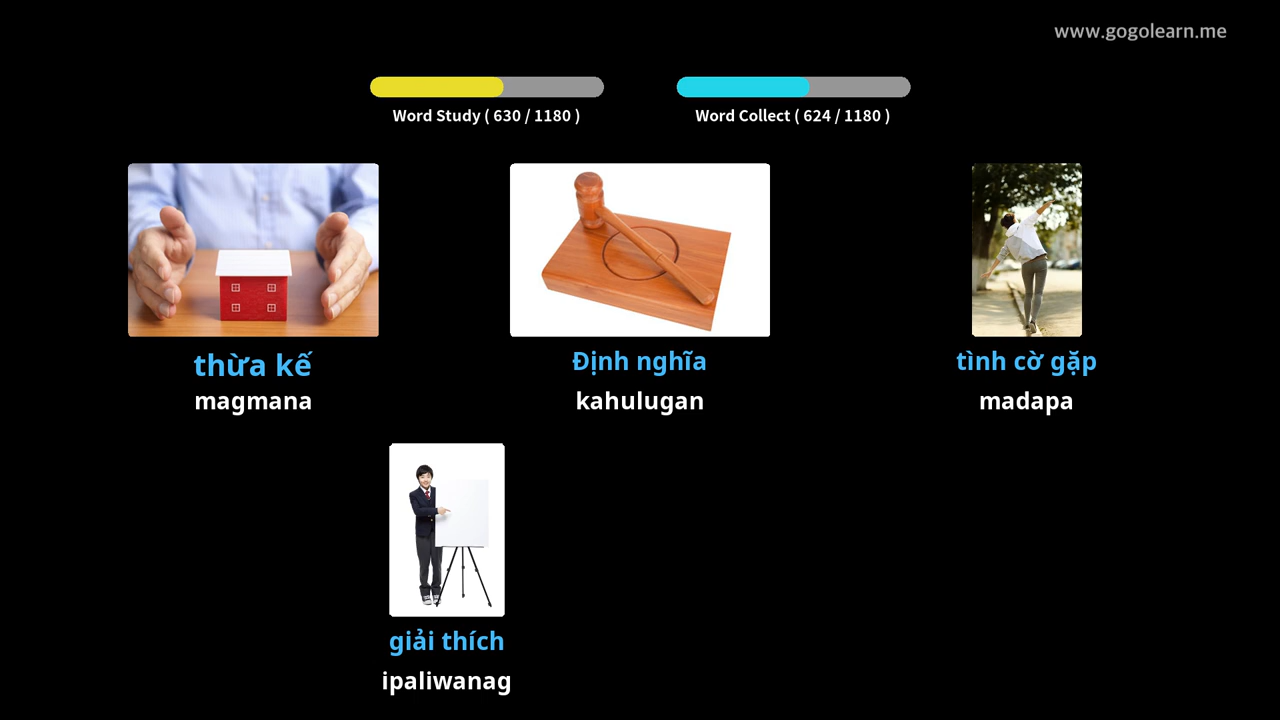 www.gogolearn.me
Word Study ( 630 / 1180 )
Word Collect ( 624 / 1180 )
thừa kế
magmana
Định nghĩa
kahulugan
tình cờ gặp
madapa
giải thích
ipaliwanag